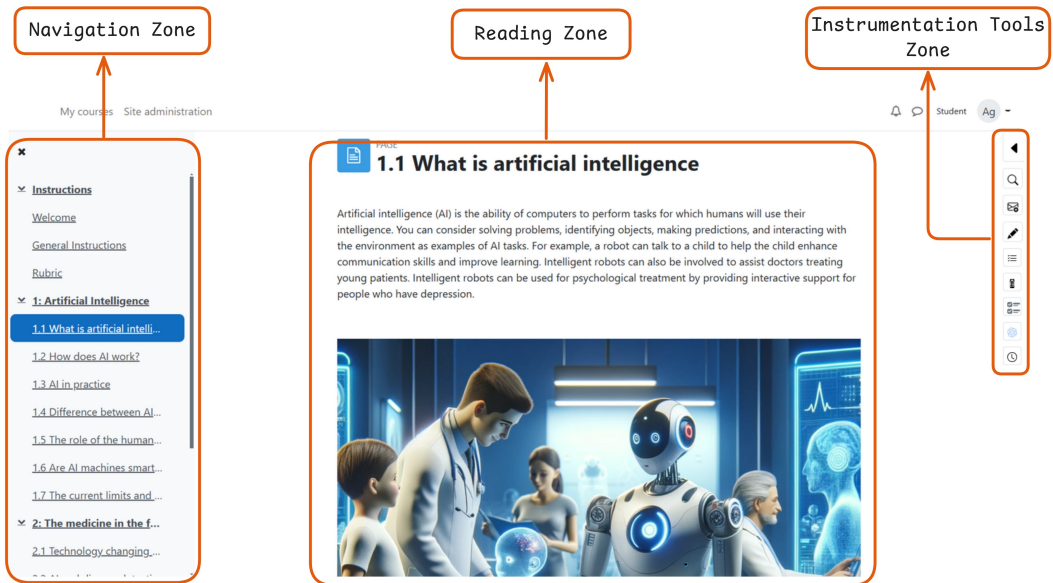 Navigation Zone
Reading Zone
Instrumentation Tools
Zone
My courses Site administration
Student Ag
Instructions
Welcome
General Instructions
Rubric
1: Artificial Intelligence
1.1 What is artificial intelli...
1.2 How does AI work?
1.3 AI in practice
1.4 Difference between AI...
1.5 The role of the human...
1.6 Are AI machines smart...
1.7 The current limits and ...
2: The medicine in the f...
2.1 Technology changing ...
PAGE
1.1 What is artificial intelligence
Artificial intelligence (AI) is the ability of computers to perform tasks for which humans will use their
intelligence. You can consider solving problems, identifying objects, making predictions, and interacting with
the environment as examples of AI tasks. For example, a robot can talk to a child to help the child enhance
communication skills and improve learning. Intelligent robots can also be involved to assist doctors treating
young patients. Intelligent robots can be used for psychological treatment by providing interactive support for
people who have depression.